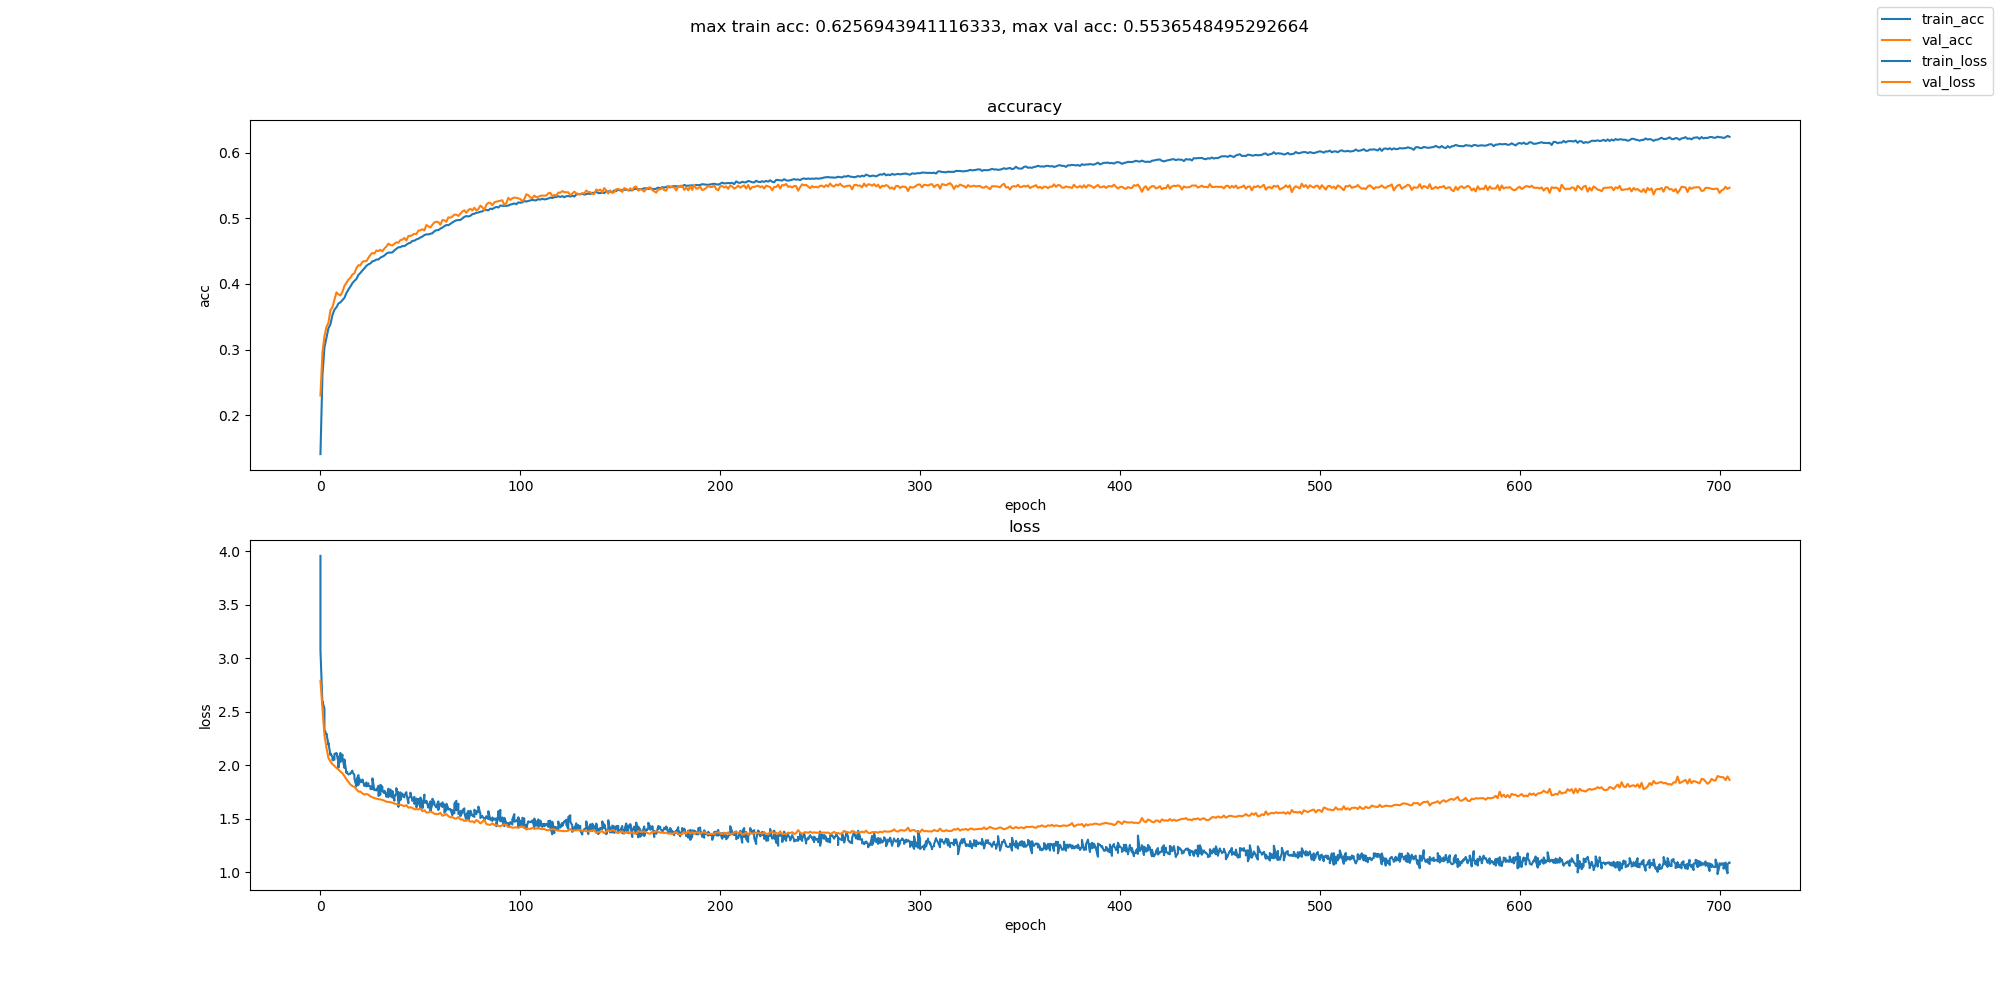 max train acc: 0.6256943941116333, max val acc: 0.5536548495292664
train_acc
val_acc
train_loss
val_loss
accuracy
0.6
0.5
0.4
0.3
0.2
acc
0 100 200 300 400 500 600 700
epoch
loss
4.0
3.5
3.0
2.5
2.0
1.5
1.0
loss
0 100 200 300 400 500 600 700
epoch